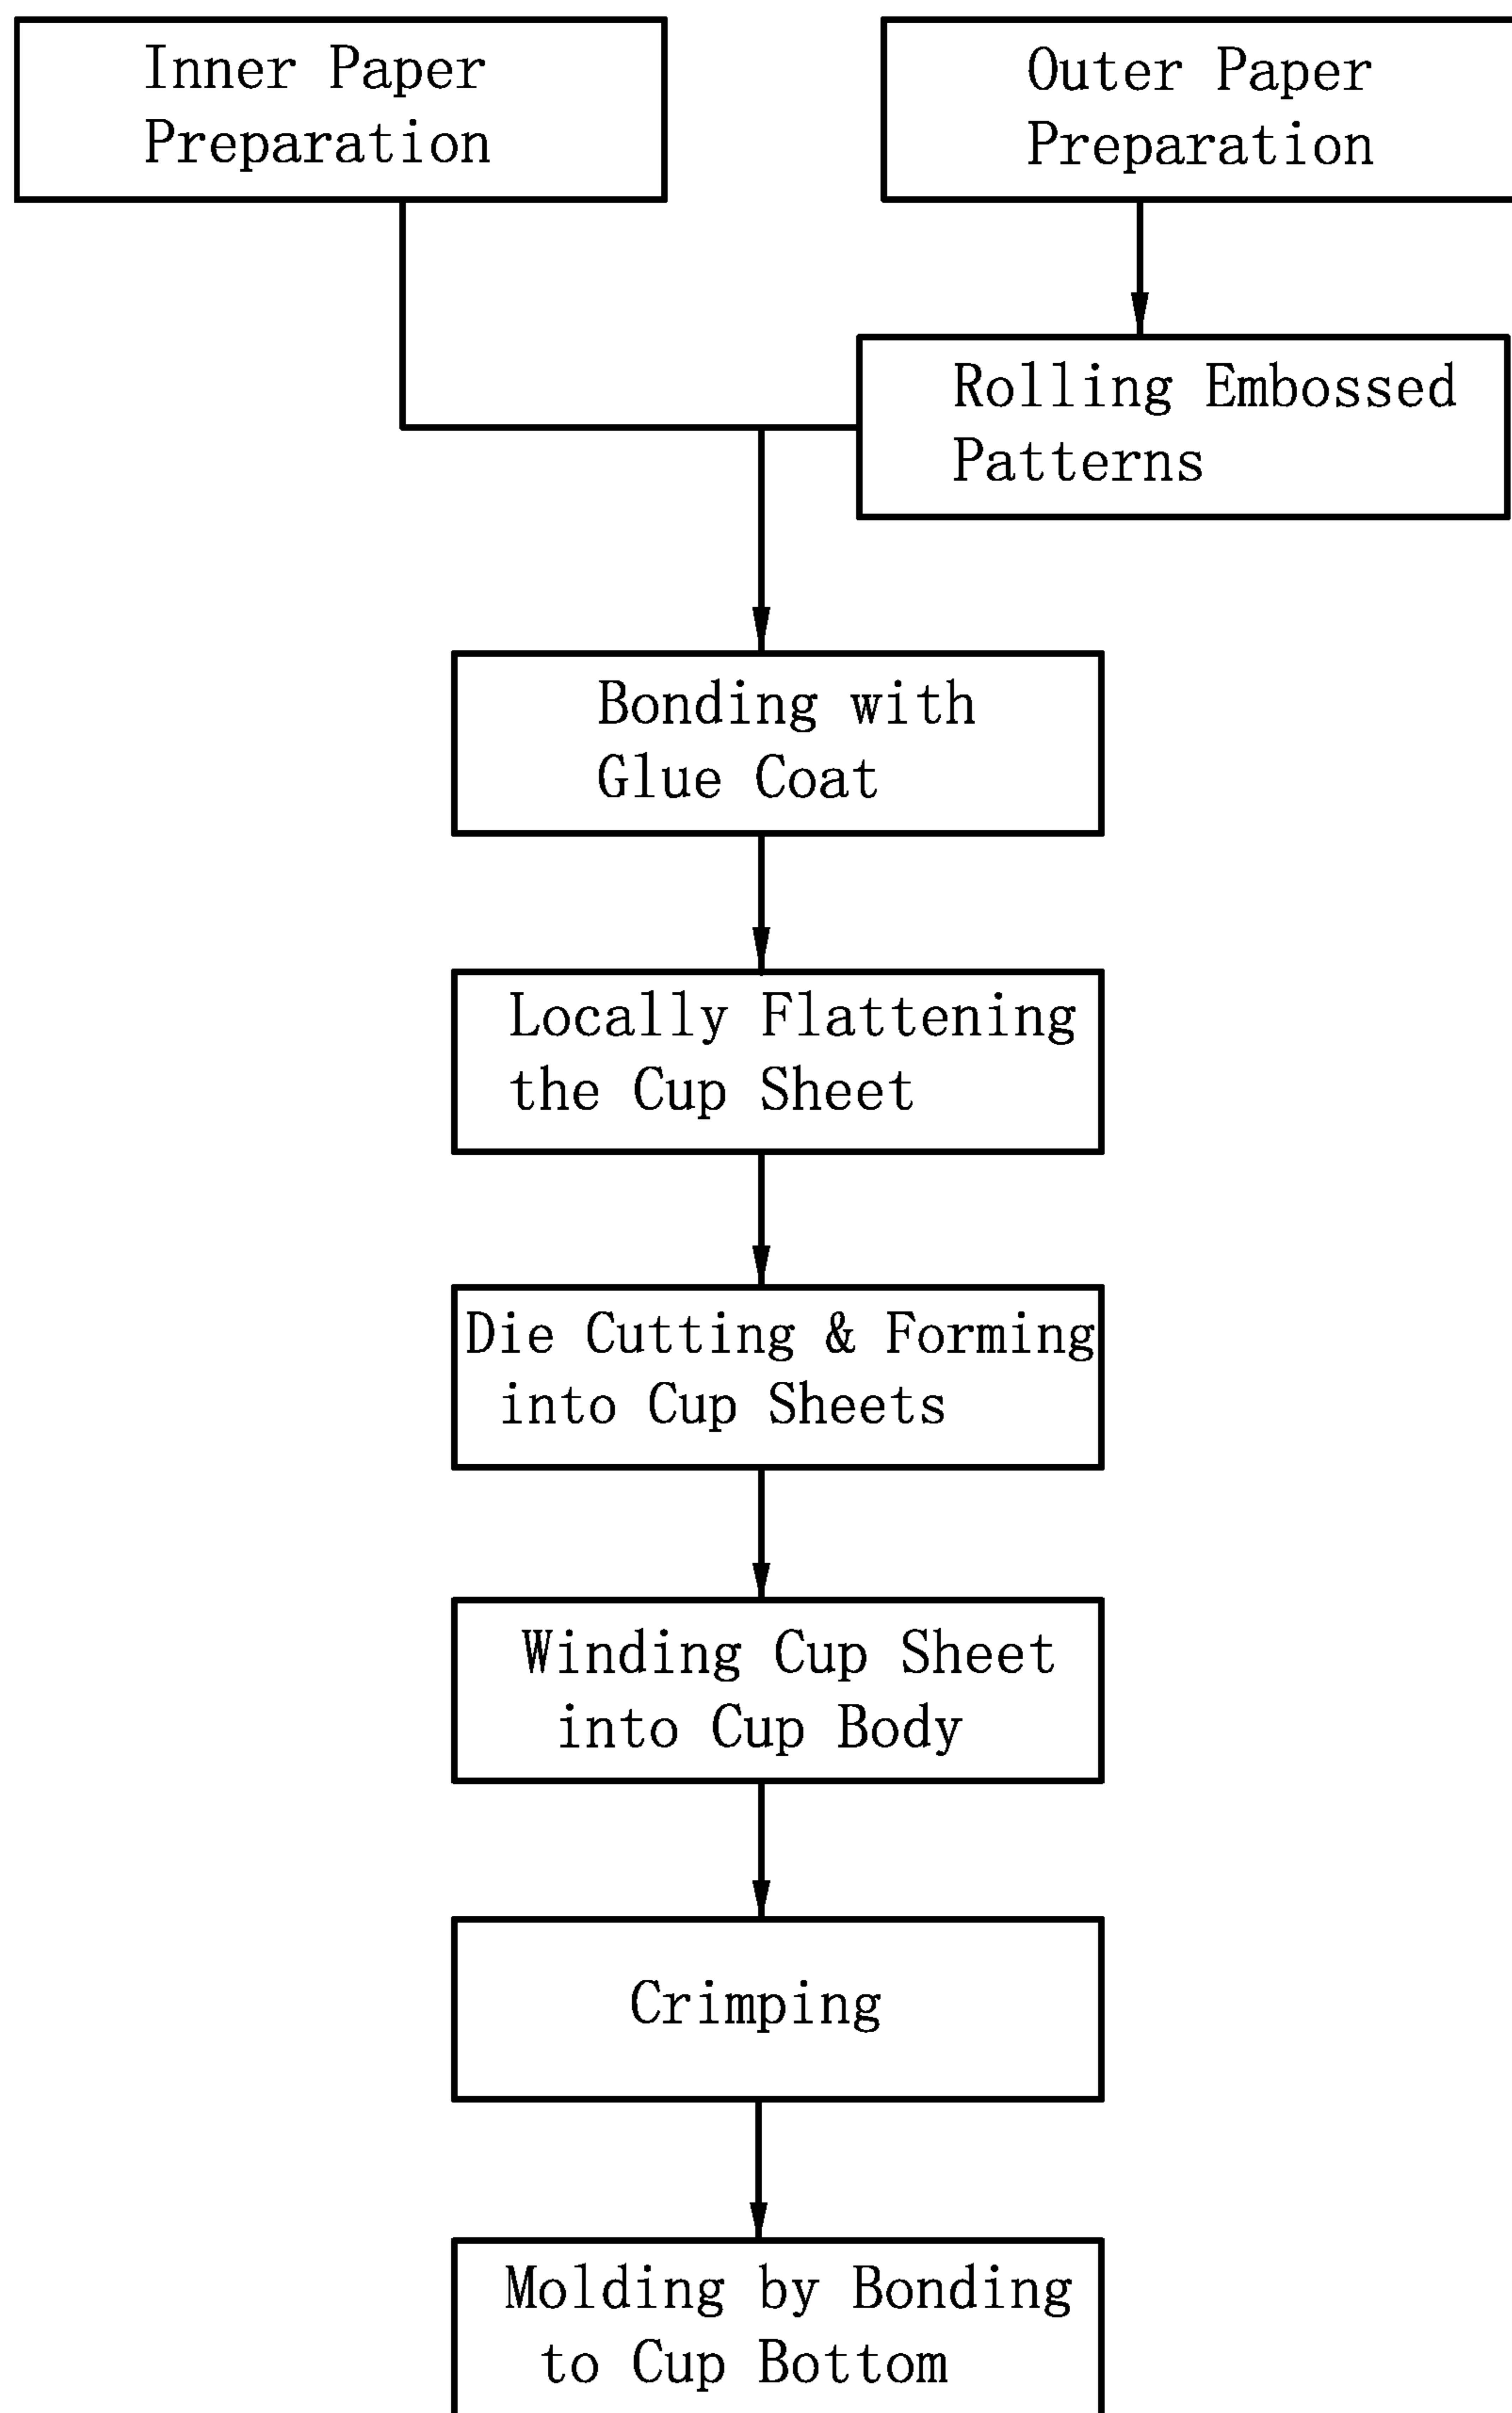 Inner Paper
Preparation
Outer Paper
Preparation
Rolling Embossed
Patterns
Bonding with
Glue Coat
Locally Flattening
the Cup Sheet
Die Cutting & Forming
into Cup Sheets
Winding Cup Sheet
into Cup Body
Crimping
Molding by Bonding
to Cup Bottom